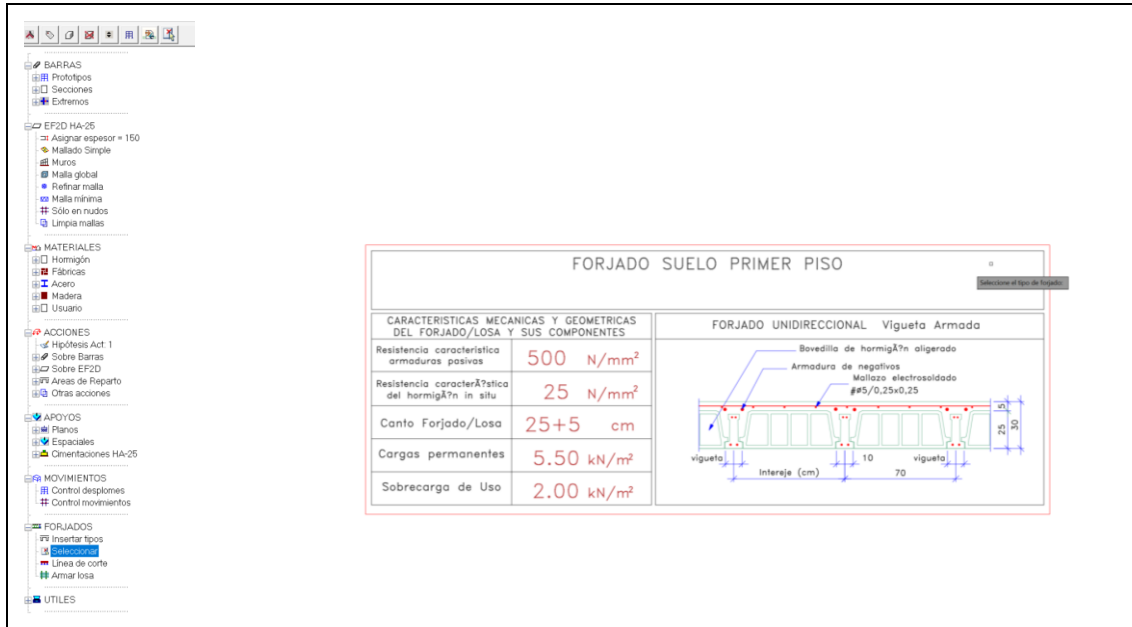 BARRAS
Prototipos
Secciones
Extremos
EF2D HA-25
Asignar espesor = 150
Mallado Simple
Muros
Malla global
Refinar malla
Malla mínima
Sólo en nudos
Limpia mallas
MATERIALES
Hormigón
Fábricas
Acero
Madera
Usuario
ACCIONES
Hipótesis Act: 1
Sobre Barras
Sobre EF2D
Areas de Reparto
Otras acciones
APOYOS
Planos
Espaciales
Cimentaciones HA-25
MOVIMIENTOS
Control desplomes
Control movimientos
FORJADOS
Insertar tipos
Seleccionar
Línea de corte
Armar losa
UTILES
FORJADO SUELO PRIMER PISO
Seleccione el tipo de forjado:
CARACTERISTICAS MECANICAS Y GEOMETRICAS
DEL FORJADO/LOSA Y SUS COMPONENTES
Resistencia característica
armaduras pasivas
500 N/mm²
Resistencia caracterÃ?stica
del hormigÃ?n in situ
25 N/mm²
Canto Forjado/Losa
25+5 cm
Cargas permanentes
5.50 kN/m²
Sobrecarga de Uso
2.00 kN/m²
FORJADO UNIDIRECCIONAL Vigueta Armada
Bovedilla de hormigÃ?n aligerado
Armadura de negativos
Mallazo electrosoldado
#ø5/0,25x0,25
5
25
30
vigueta
10
vigueta
Intereje (cm)
70